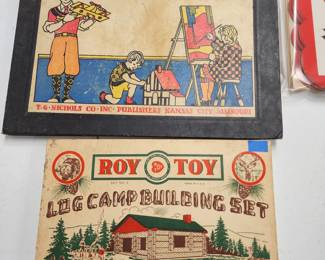 T·G·NICHOLS CO·INC·PUBLISHERS KANSAS CITY, MISSOURI
ROY TOY
LOG CAMP BUILDING SET